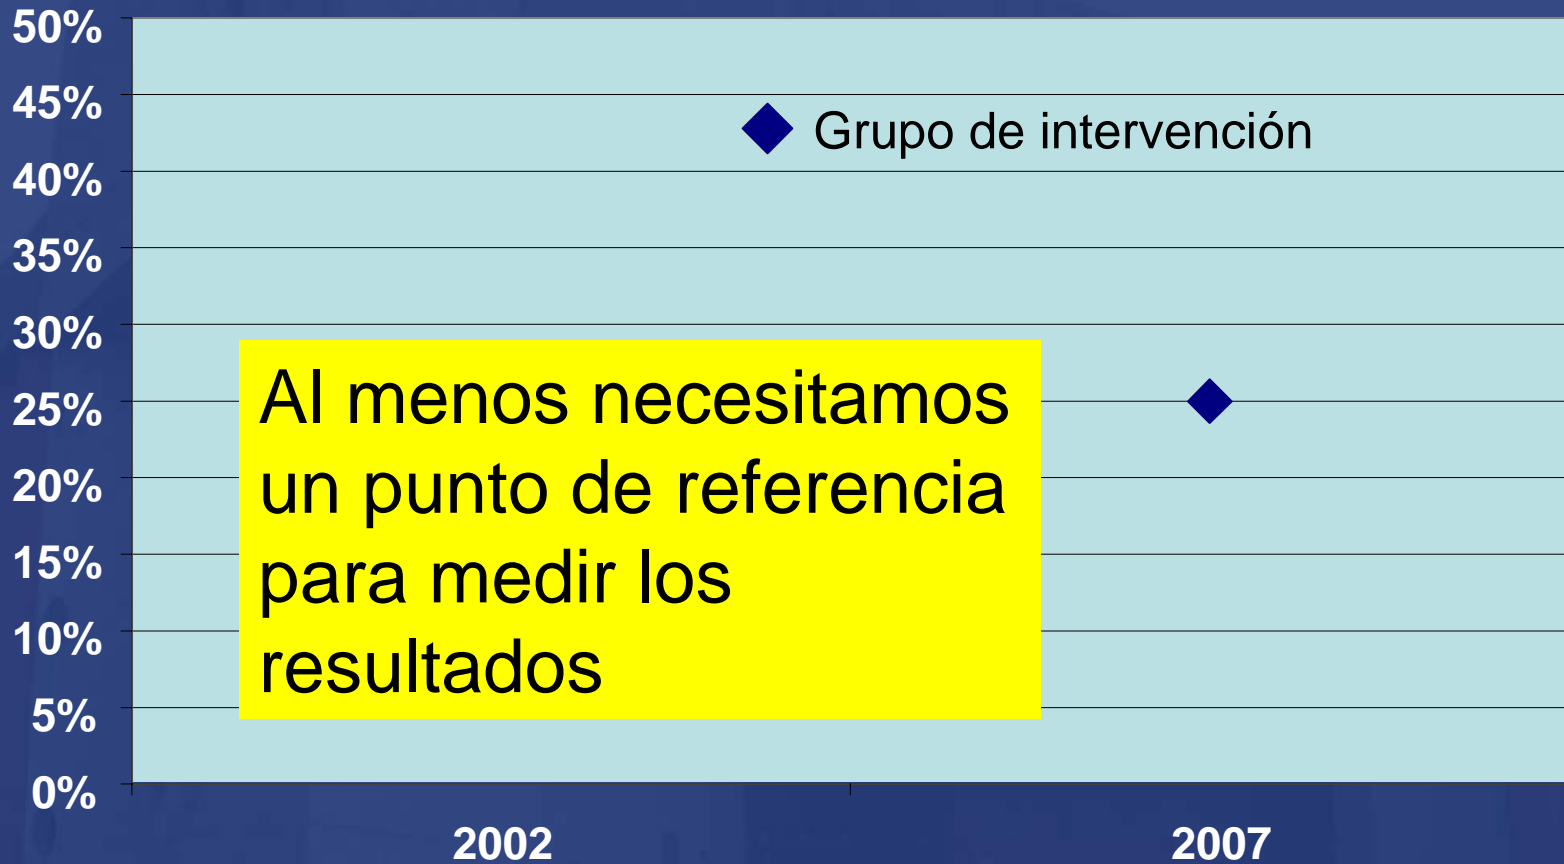 50%
45%
Grupo de intervención
40%
35%
30%
25%
20%
15%
10%
5%
0%
Al menos necesitamos
un punto de referencia
para medir los
resultados
2002
2007